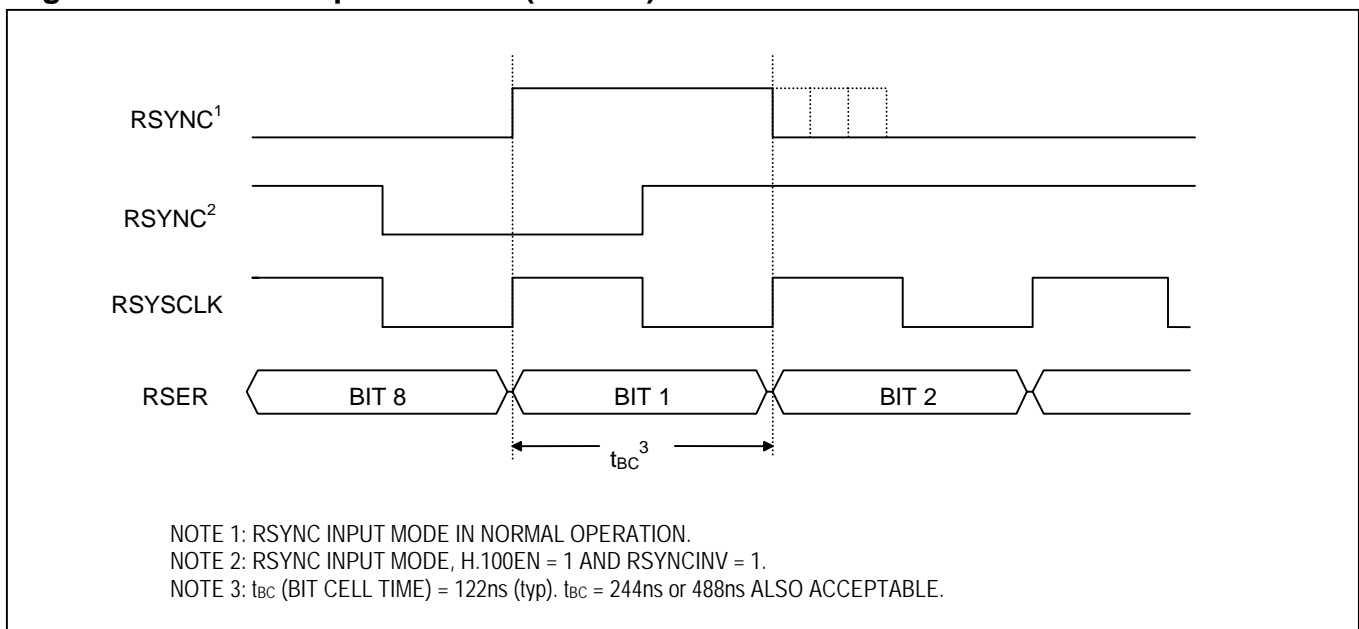 RSYNC1
RSYNC2
RSYSCLK
RSER
BIT 8
BIT 1
BIT 2
tBC3
NOTE 1: RSYNC INPUT MODE IN NORMAL OPERATION.
NOTE 2: RSYNC INPUT MODE, H.100EN = 1 AND RSYNCINV = 1.
NOTE 3: tBC (BIT CELL TIME) = 122ns (typ). tBC = 244ns or 488ns ALSO ACCEPTABLE.